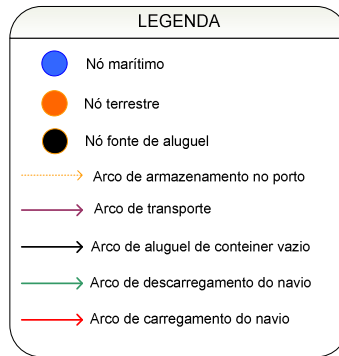 LEGENDA
Nó marítimo
Nó terrestre
Nó fonte de aluguel
Arco de armazenamento no porto
Arco de transporte
Arco de aluguel de conteiner vazio
Arco de descarregamento do navio
Arco de carregamento do navio